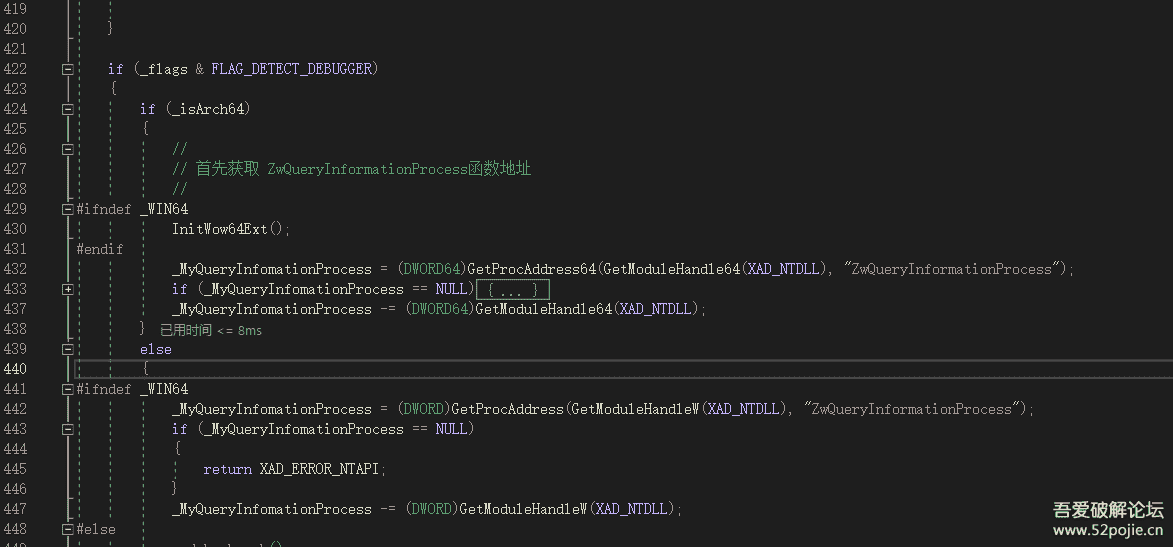 419
420 }
421
422 if (_flags & FLAG_DETECT_DEBUGGER)
423 {
424 if (_isArch64)
425 {
426 //
427 // 首先获取 ZwQueryInformationProcess函数地址
428 //
429 #ifndef _WIN64
430 InitWow64Ext();
431 #endif
432 _MyQueryInfomationProcess = (DWORD64)GetProcAddress64(GetModuleHandle64(XAD_NTDLL), "ZwQueryInformationProcess");
433 if (_MyQueryInfomationProcess == NULL) { ... }
437 _MyQueryInfomationProcess -= (DWORD64)GetModuleHandle64(XAD_NTDLL);
438 } 已用时间 <= 8ms
439 else
440 {
441 #ifndef _WIN64
442 _MyQueryInfomationProcess = (DWORD)GetProcAddress(GetModuleHandleW(XAD_NTDLL), "ZwQueryInformationProcess");
443 if (_MyQueryInfomationProcess == NULL)
444 {
445 return XAD_ERROR_NTAPI;
446 }
447 _MyQueryInfomationProcess -= (DWORD)GetModuleHandleW(XAD_NTDLL);
448 #else
吾爱破解论坛
www.52pojie.cn